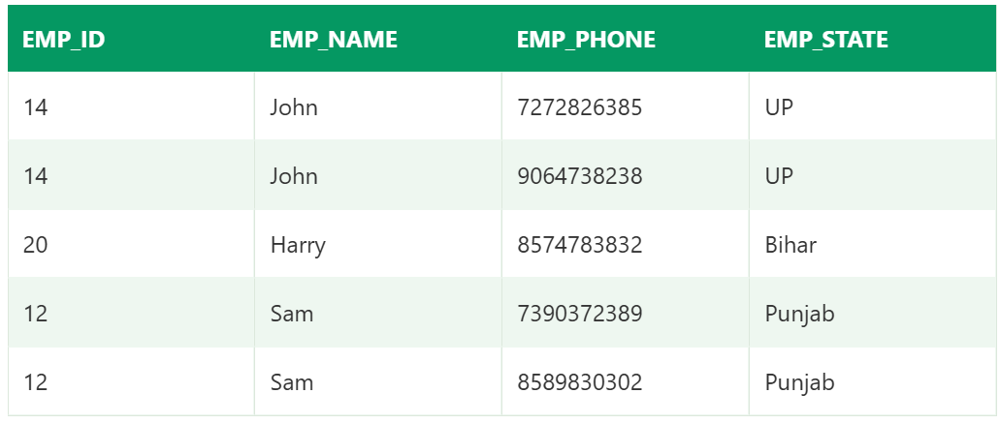 EMP_ID EMP_NAME EMP_PHONE EMP_STATE
14 John 7272826385 UP
14 John 9064738238 UP
20 Harry 8574783832 Bihar
12 Sam 7390372389 Punjab
12 Sam 8589830302 Punjab